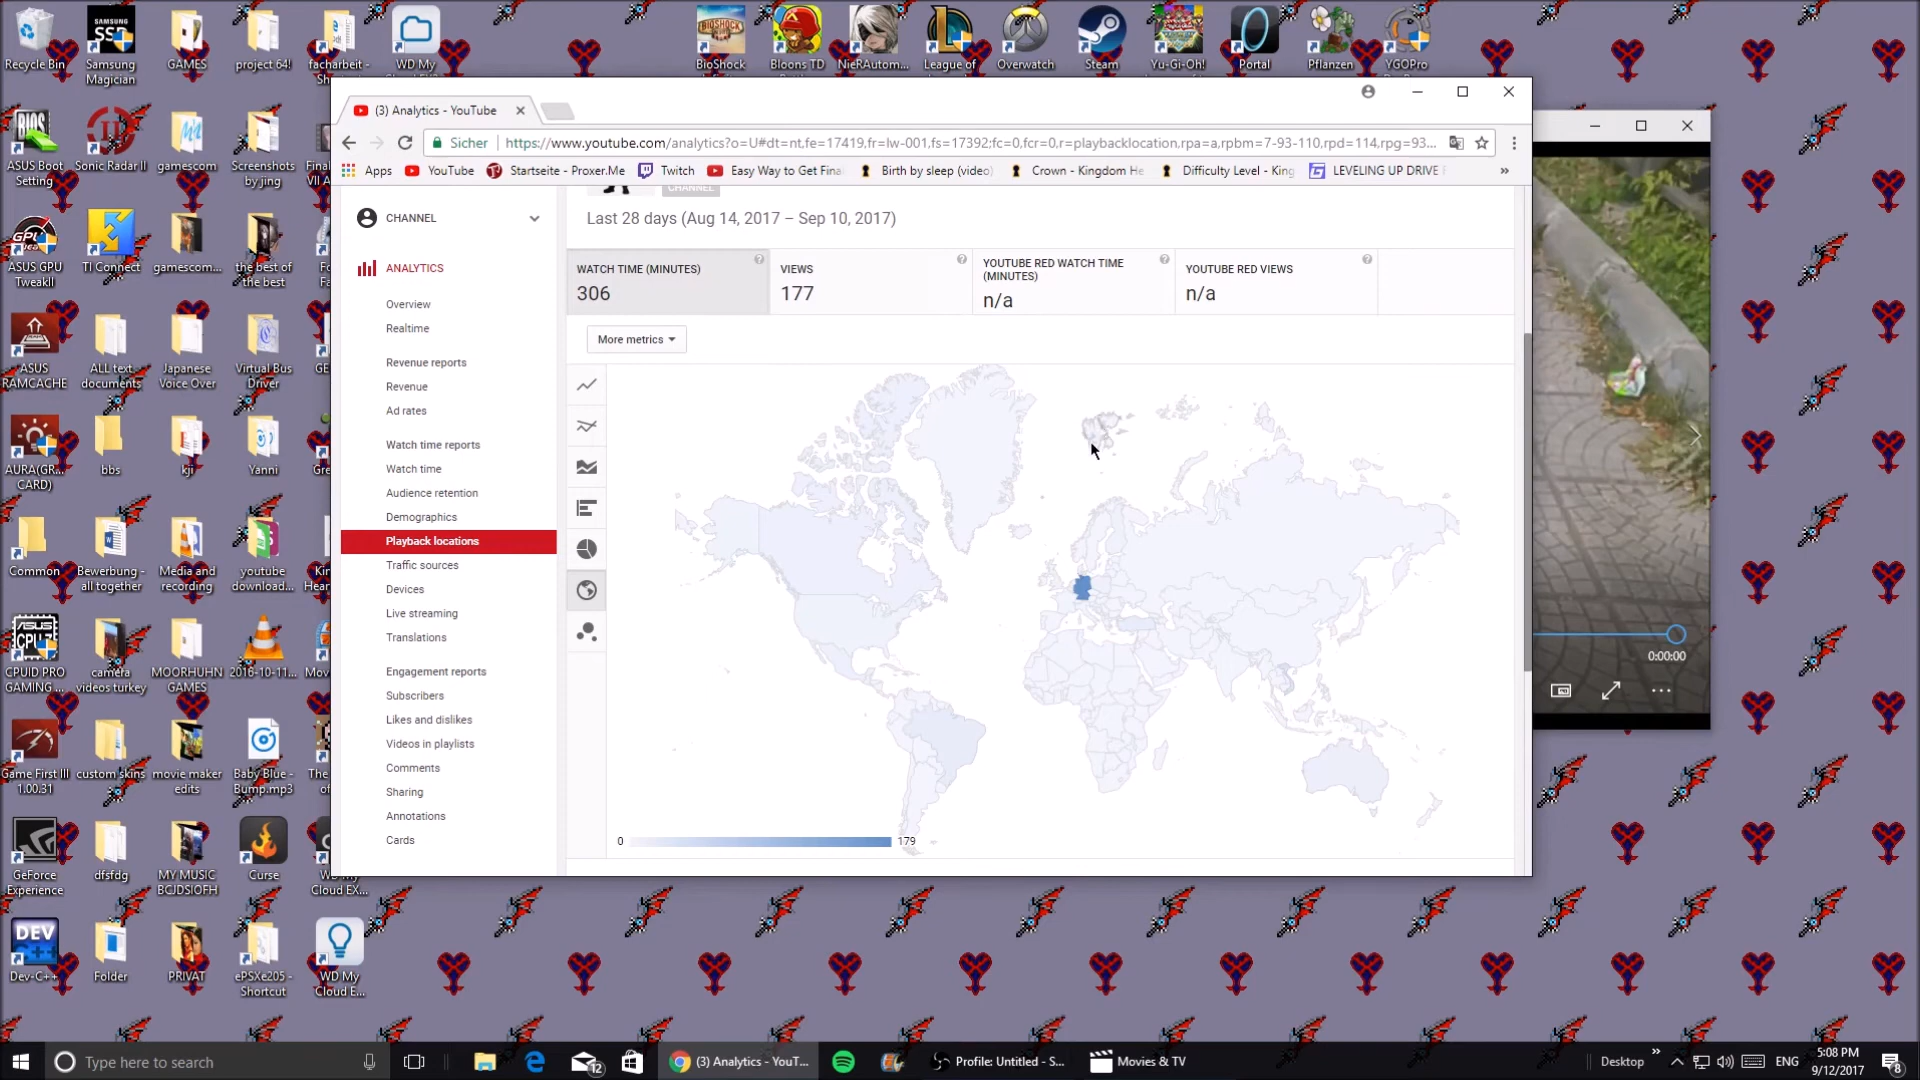 Recycle Bin
Samsung
Magician
GAMES
project 64!
facharbeit -
WD My
BioShock
Bloons TD
NieRAutom...
League of
Overwatch
Steam
Yu-Gi-Oh!
Portal
Pflanzen
YGOPro
(3) Analytics - YouTube
Sicher
https://www.youtube.com/analytics?o=U#dt=nt,fe=17419,fr=lw-001,fs=17392;fc=0,fcr=0,r=playbacklocation,rpa=a,rpbm=7-93-110,rpd=114,rpg=93...
Apps
YouTube
Startseite - Proxer.Me
Twitch
Easy Way to Get Fina
Birth by sleep (video)
Crown - Kingdom He
Difficulty Level - King
LEVELING UP DRIVE
ASUS Boot
Setting
Sonic Radar II
gamescom
Screenshots
by jing
ASUS GPU
TweakII
TI Connect
gamescom...
the best of
the best
ASUS
RAMCACHE
ALL text
documents
Japanese
Voice Over
Virtual Bus
Driver
AURA(GR...
CARD)
bbs
kji
Yanni
Common
Bewerbung -
all together
Media and
recording
youtube
download...
CPUID PRO
GAMING ...
camera
videos turkey
MOORHUHN
GAMES
2016-10-11...
Game First III
1.00.31
custom skins
movie maker
edits
Baby Blue -
Bump.mp3
GeForce
Experience
dfsfdg
MY MUSIC
BCJDSIOFH
Curse
WD My
Cloud EX...
Dev-C++
Folder
PRIVAT
ePSXe205 -
Shortcut
WD My
Cloud E...
CHANNEL
CHANNEL
Last 28 days (Aug 14, 2017 – Sep 10, 2017)
ANALYTICS
Overview
Realtime
Revenue reports
Revenue
Ad rates
Watch time reports
Watch time
Audience retention
Demographics
Playback locations
Traffic sources
Devices
Live streaming
Translations
Engagement reports
Subscribers
Likes and dislikes
Videos in playlists
Comments
Sharing
Annotations
Cards
WATCH TIME (MINUTES)
306
VIEWS
177
YOUTUBE RED WATCH TIME
(MINUTES)
n/a
YOUTUBE RED VIEWS
n/a
More metrics
0
179
0:00:00
Type here to search
12
(3) Analytics - YouT...
Profile: Untitled - S...
Movies & TV
Desktop
ENG
5:08 PM
9/12/2017
8